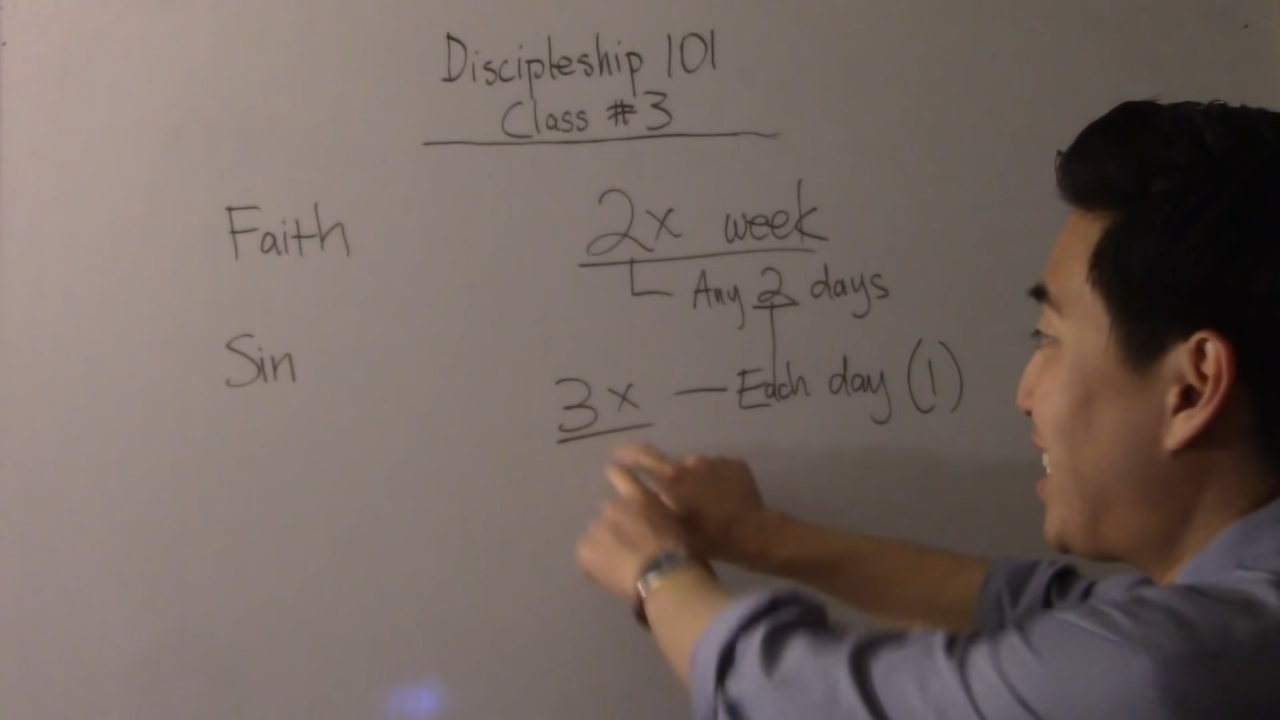 Discipleship 101
Class #3
Faith
2x week
Any 2 days
Sin
3x — Each day (1)